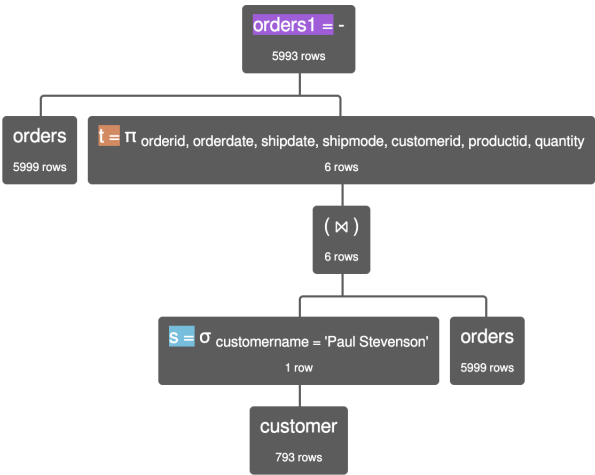 orders1 = -
5993 rows
orders
5999 rows
t = π orderid, orderdate, shipdate, shipmode, customerid, productid, quantity
6 rows
( ⋈ )
6 rows
s = σ customername = 'Paul Stevenson'
1 row
orders
5999 rows
customer
793 rows